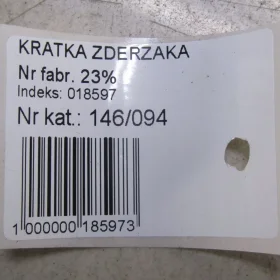 KRATKA ZDERZAKA
Nr fabr. 23%
Indeks: 018597
Nr kat.: 146/094
1 000000 185973